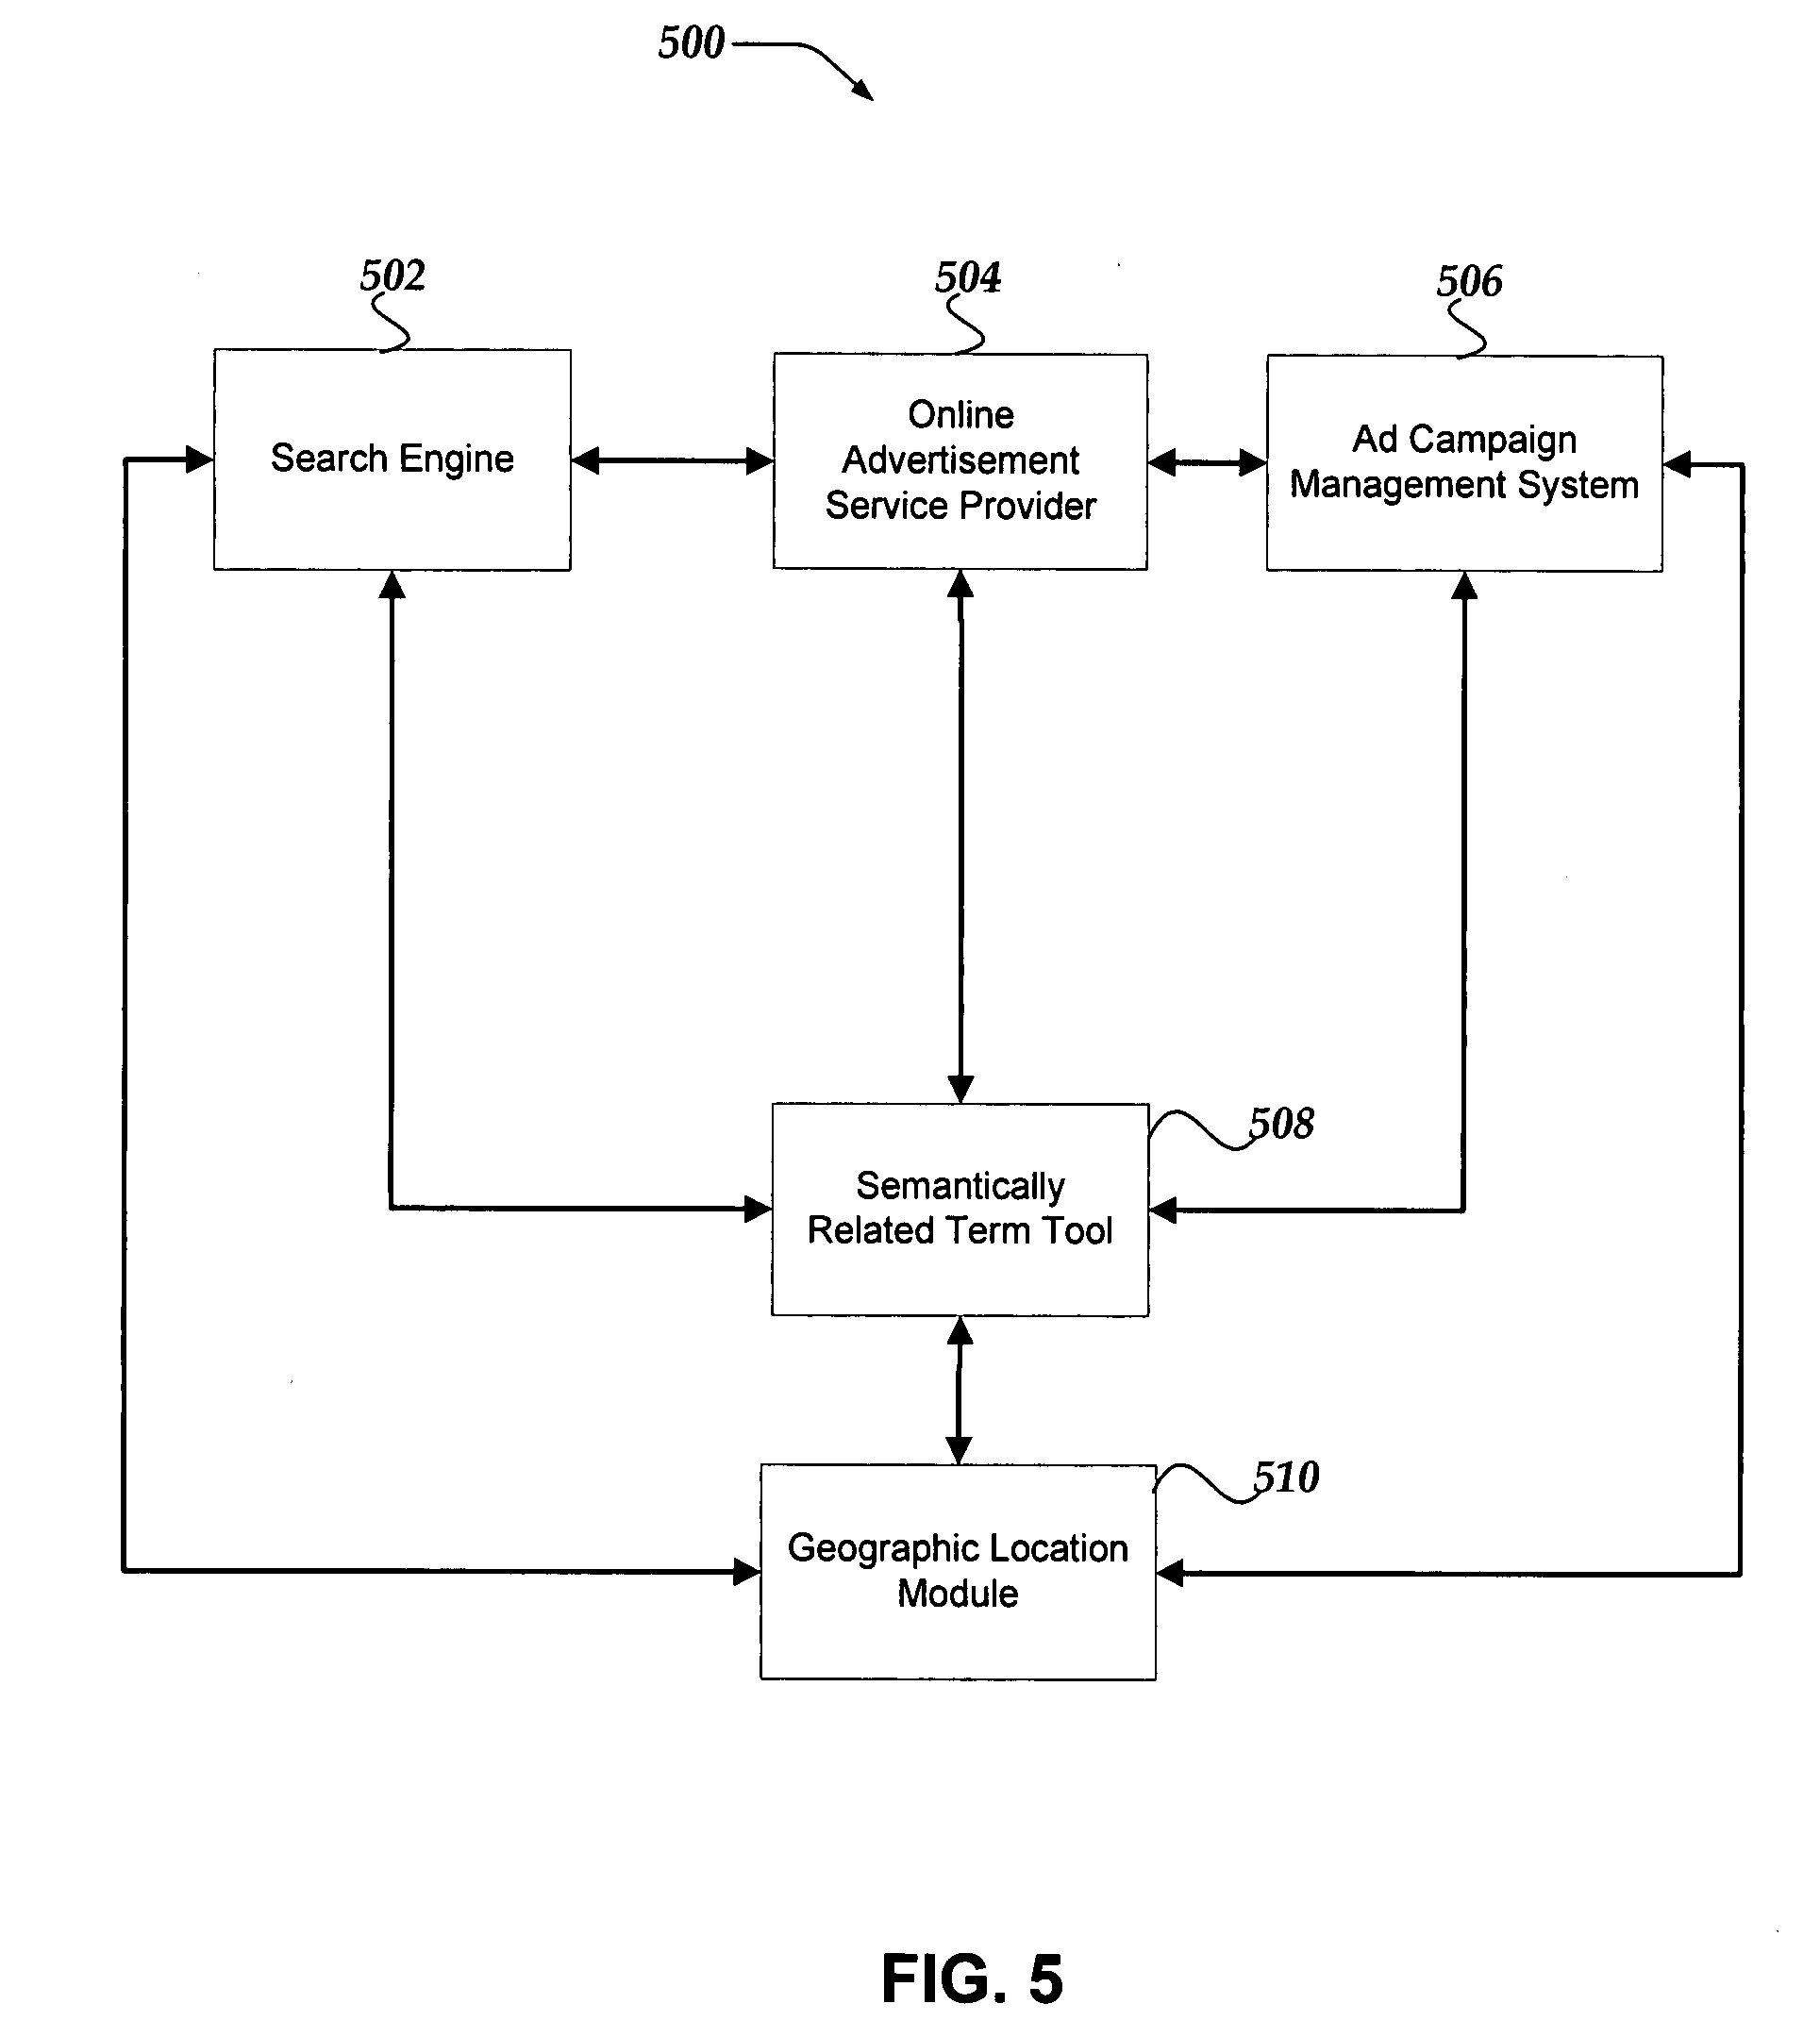 500
502
504
506
Search Engine
Online
Advertisement
Service Provider
Ad Campaign
Management System
508
Semantically
Related Term Tool
510
Geographic Location
Module
FIG. 5